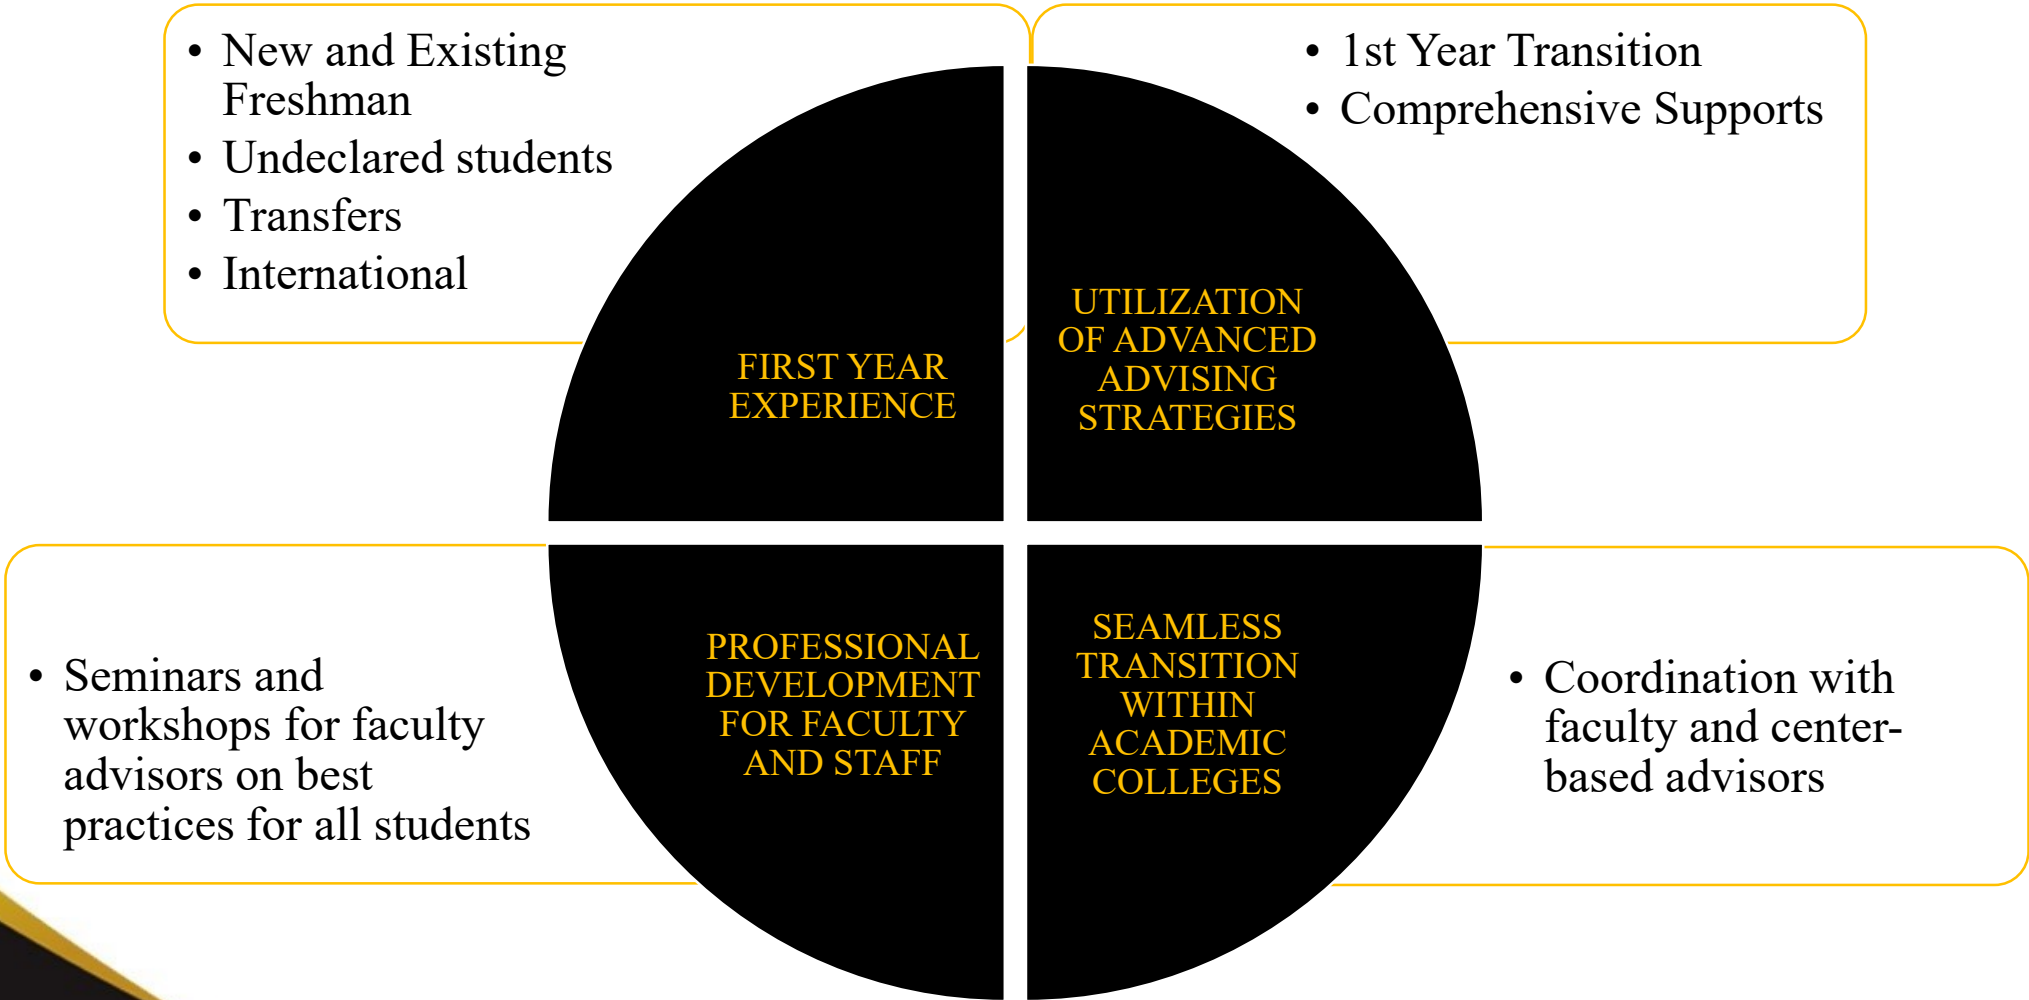 • New and Existing
Freshman
• Undeclared students
• Transfers
• International
• 1st Year Transition
• Comprehensive Supports
FIRST YEAR
EXPERIENCE
UTILIZATION
OF ADVANCED
ADVISING
STRATEGIES
• Seminars and
workshops for faculty
advisors on best
practices for all students
PROFESSIONAL
DEVELOPMENT
FOR FACULTY
AND STAFF
SEAMLESS
TRANSITION
WITHIN
ACADEMIC
COLLEGES
• Coordination with
faculty and center-
based advisors